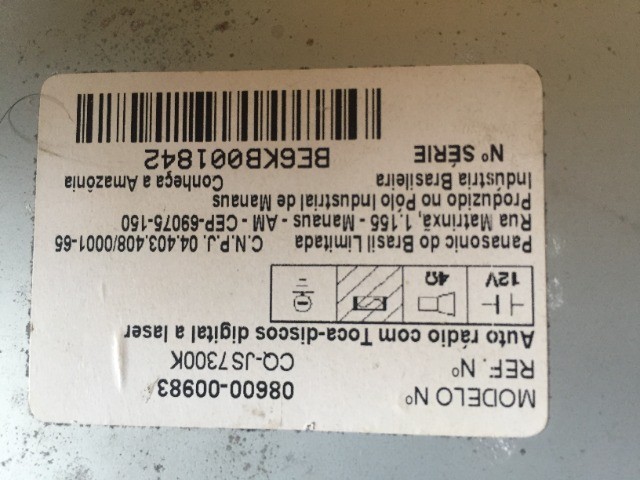 MODELO Nº 08600-00983
REF. Nº CQ-JS7300K
Auto rádio com Toca-discos digital a laser
12V 4Ω
Panasonic do Brasil Limitada C.N.P.J. 04.403.408/0001-65
Rua Matrinxã, 1.155 - Manaus - AM - CEP-69075-150
Produzido no Pólo Industrial de Manaus
Indústria Brasileira Conheça a Amazônia
Nº SÉRIE BE6KB001842